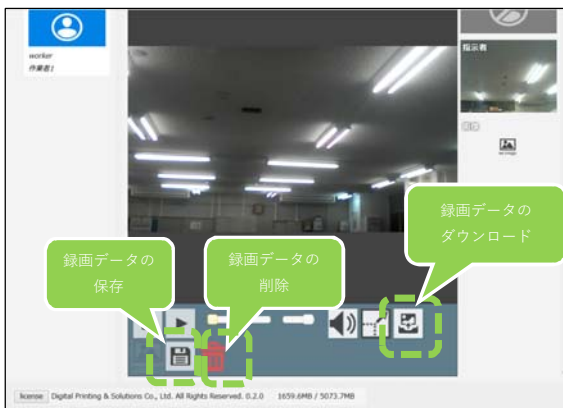 worker
作業者1
指示者
録画データの
ダウンロード
録画データの
保存
録画データの
削除
license Digital Printing & Solutions Co., Ltd. All Rights Reserved. 0.2.0 1659.6MB / 5073.7MB